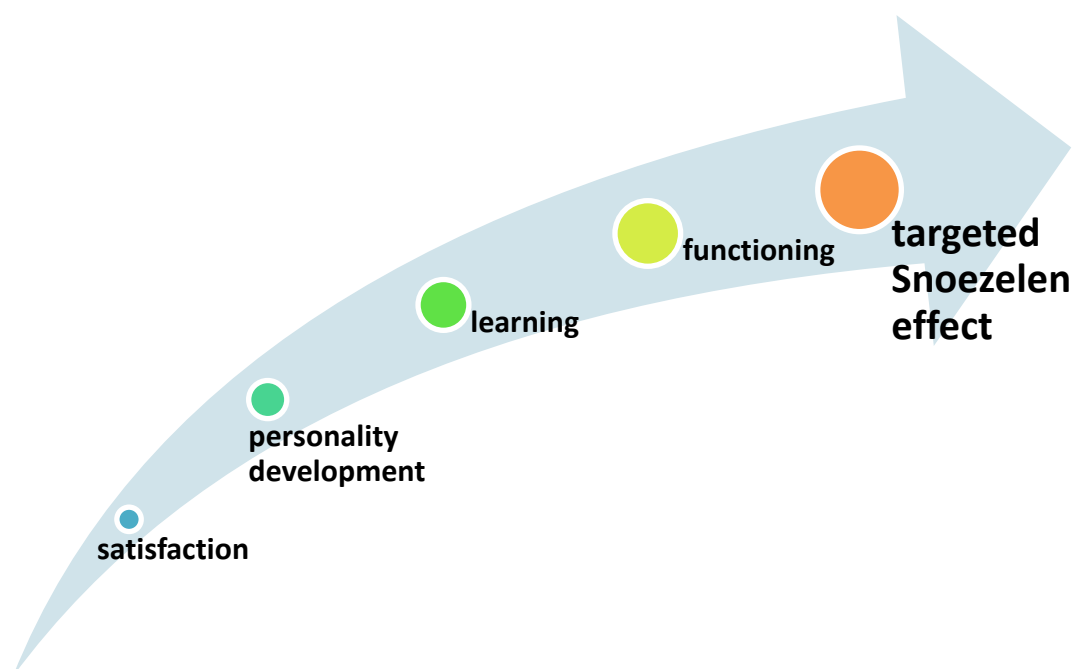 targeted
Snoezelen
effect
functioning
learning
personality
development
satisfaction